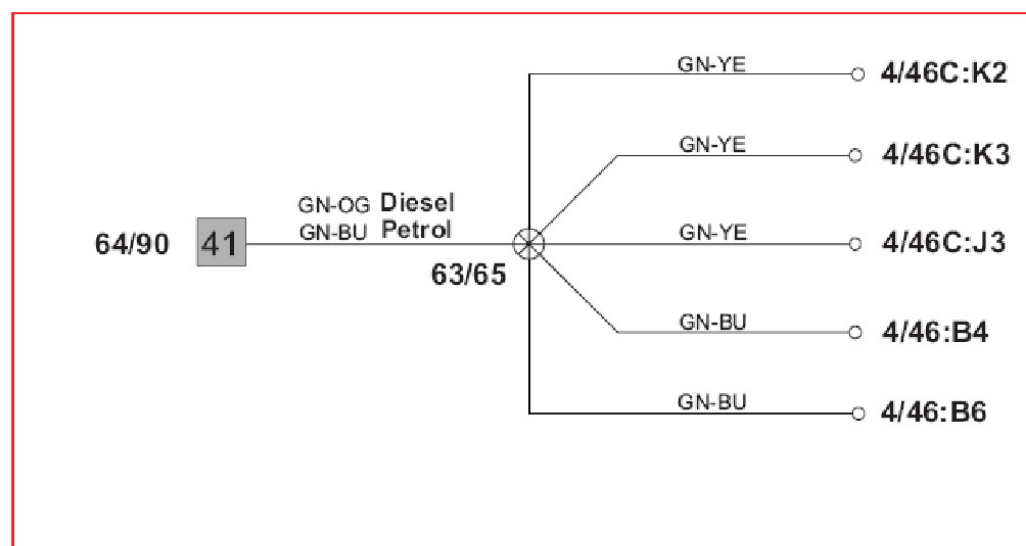 GN-YE 4/46C:K2
GN-YE 4/46C:K3
GN-OG Diesel
GN-BU Petrol
64/90 41 GN-YE 4/46C:J3
63/65
GN-BU 4/46:B4
GN-BU 4/46:B6